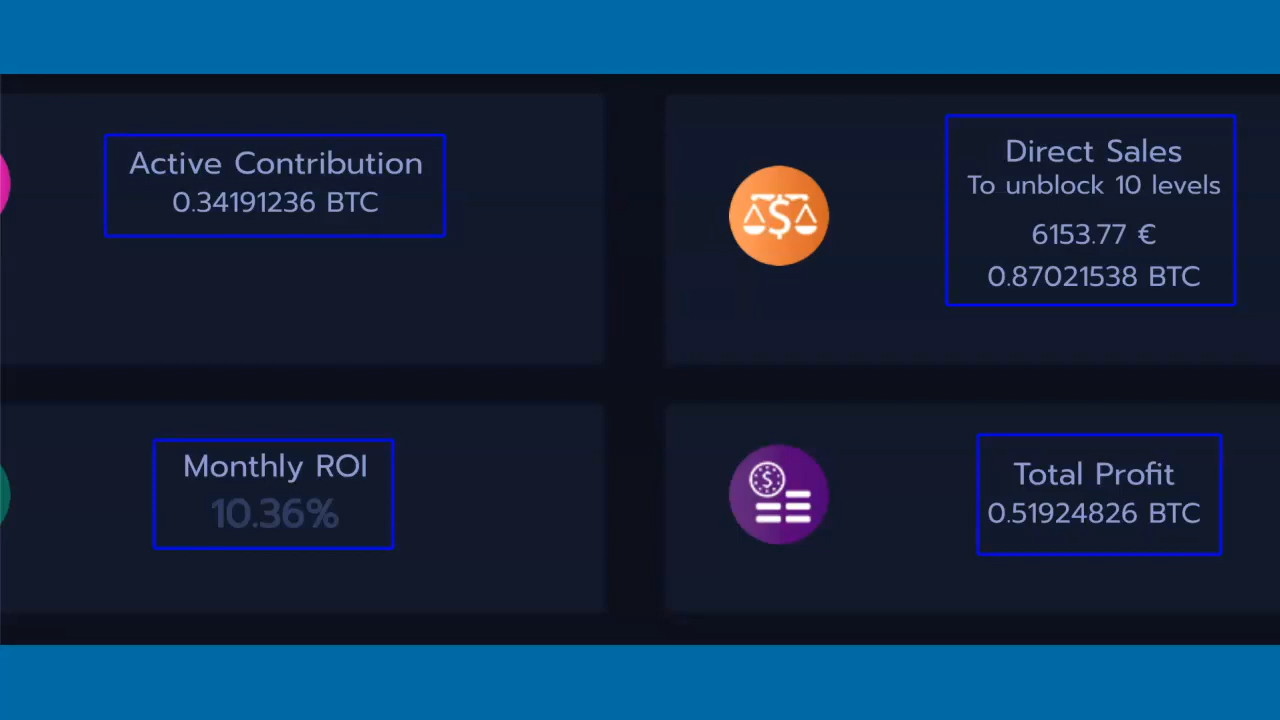 Active Contribution
0.34191236 BTC
Direct Sales
To unblock 10 levels
6153.77 €
0.87021538 BTC
Monthly ROI
10.36%
Total Profit
0.51924826 BTC